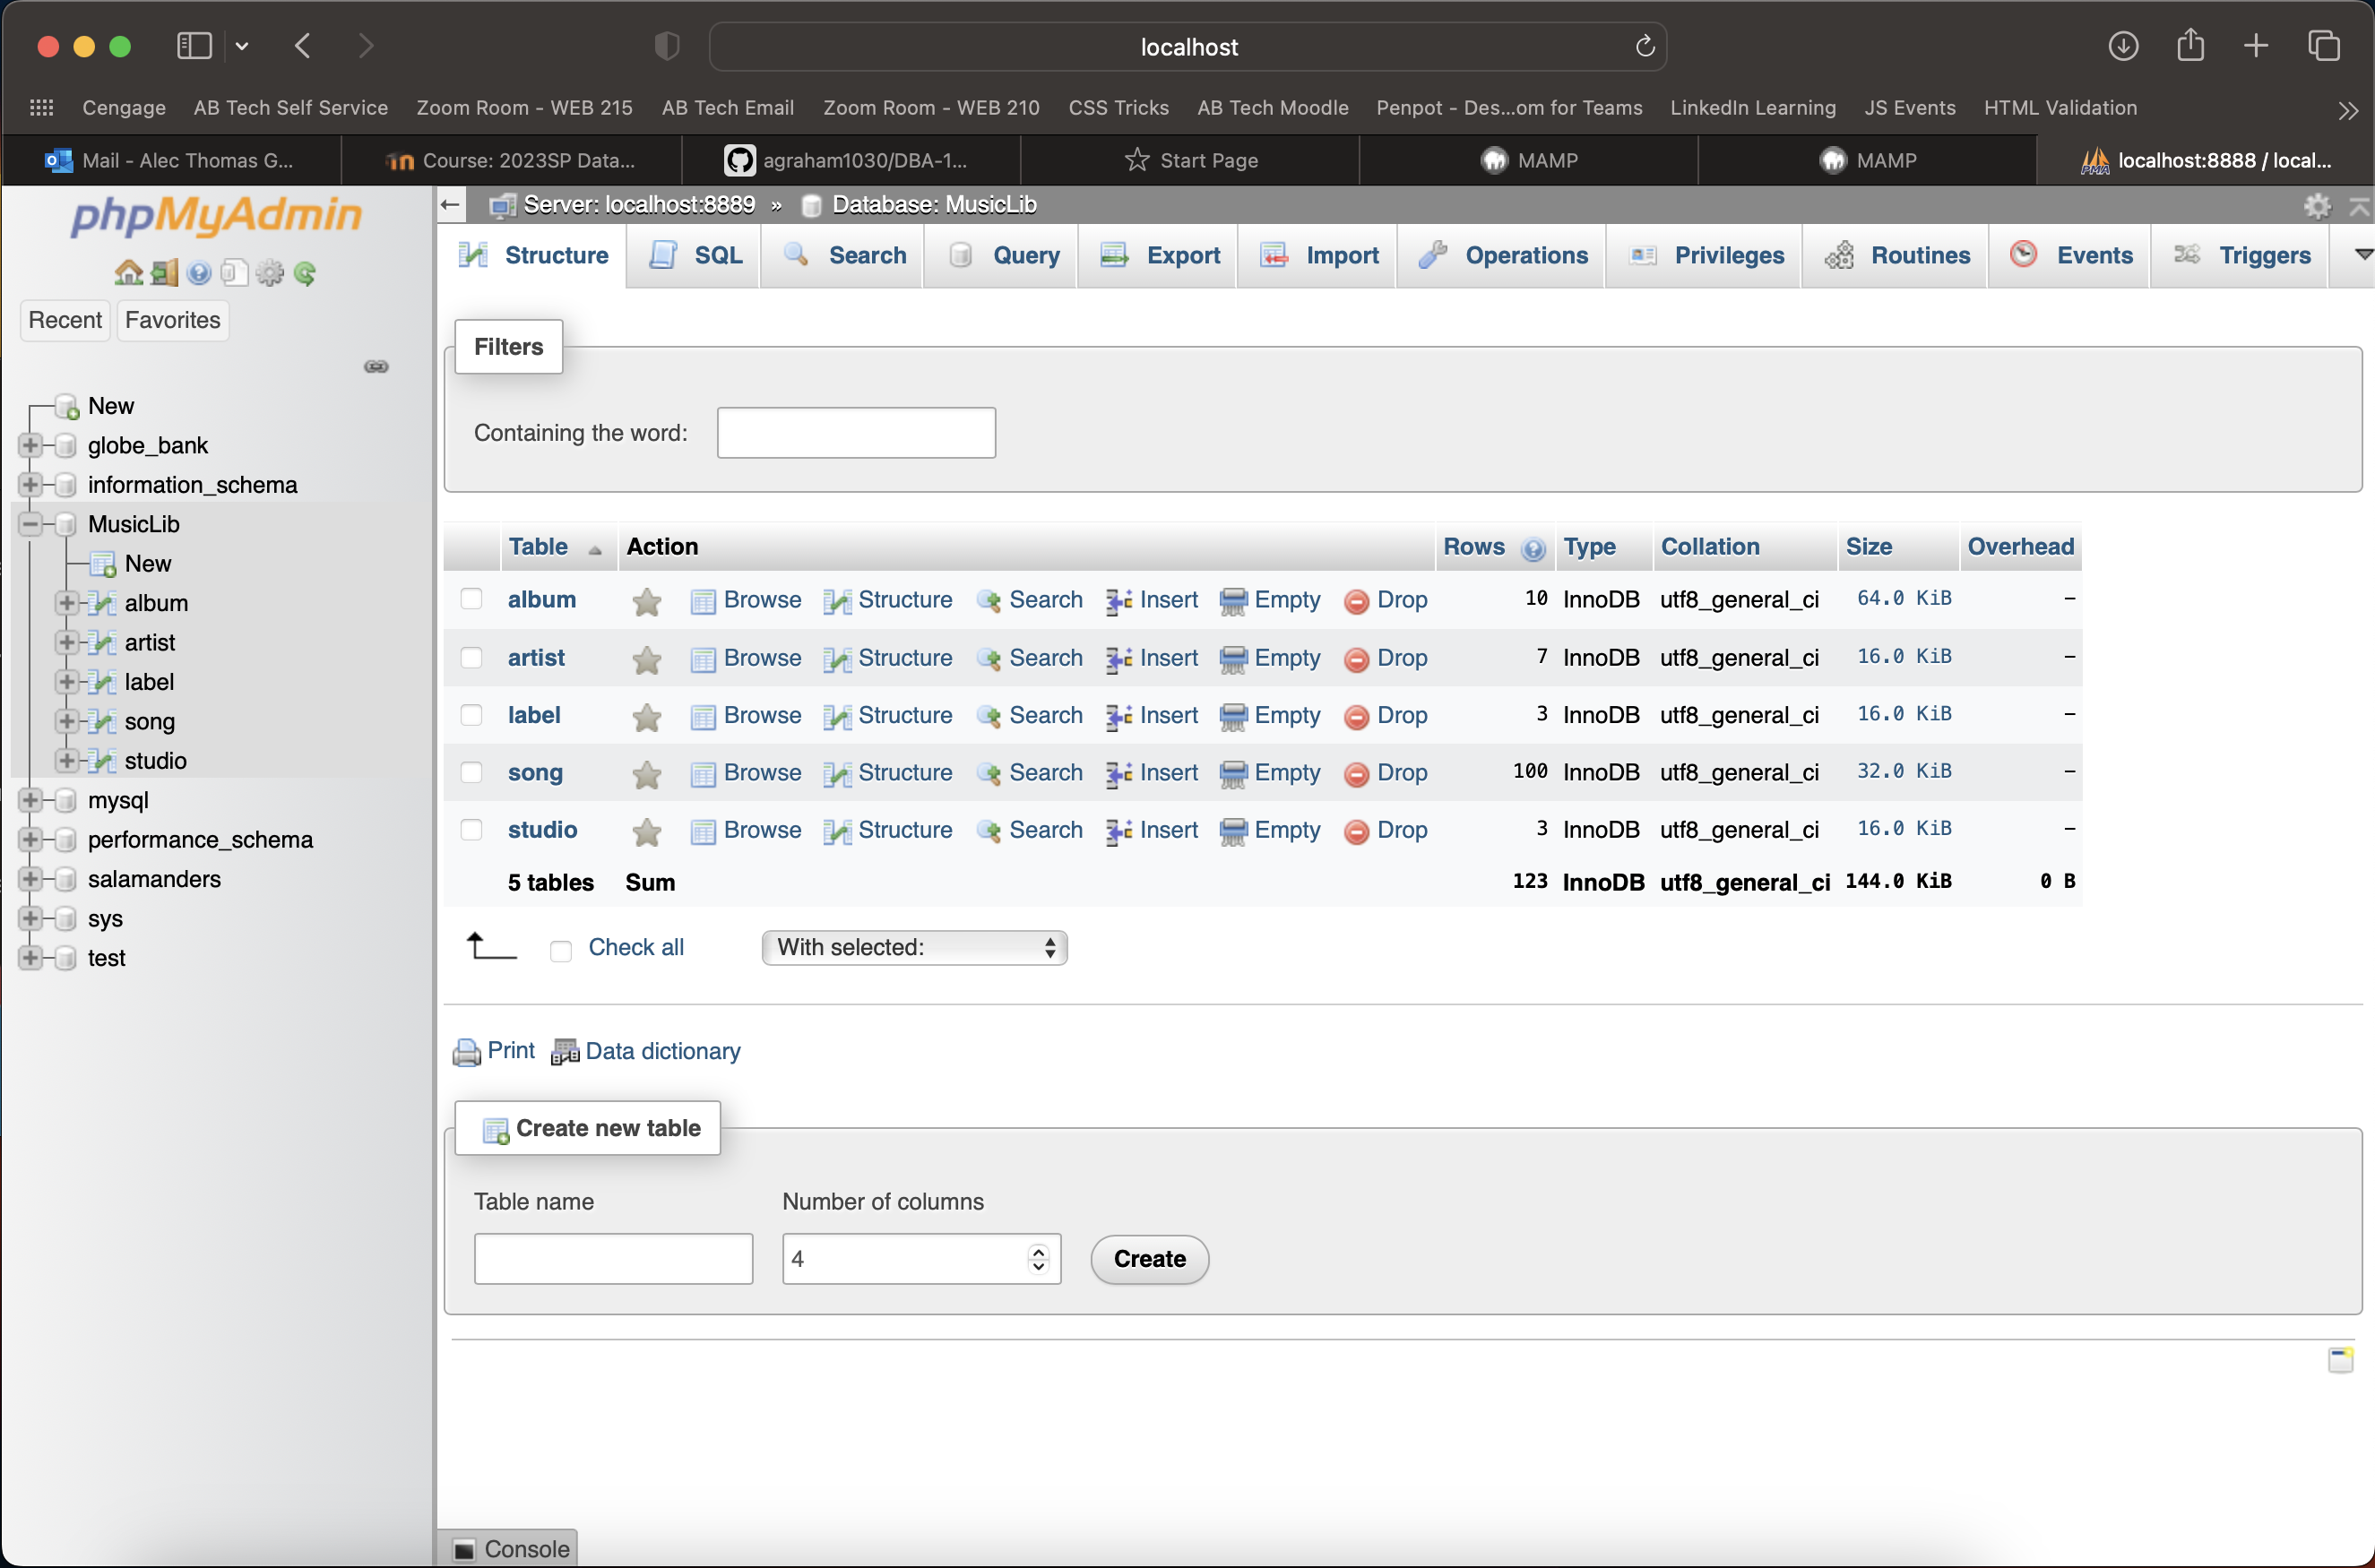 localhost
Cengage AB Tech Self Service Zoom Room - WEB 215 AB Tech Email Zoom Room - WEB 210 CSS Tricks AB Tech Moodle Penpot - Des...om for Teams LinkedIn Learning JS Events HTML Validation
Mail - Alec Thomas G... Course: 2023SP Data... agraham1030/DBA-1... Start Page MAMP MAMP localhost:8888 / local...
phpMyAdmin
Recent Favorites
New
globe_bank
information_schema
MusicLib
New
album
artist
label
song
studio
mysql
performance_schema
salamanders
sys
test
Server: localhost:8889 » Database: MusicLib
Structure SQL Search Query Export Import Operations Privileges Routines Events Triggers
Filters
Containing the word:
Table Action Rows Type Collation Size Overhead
album Browse Structure Search Insert Empty Drop 10 InnoDB utf8_general_ci 64.0 KiB –
artist Browse Structure Search Insert Empty Drop 7 InnoDB utf8_general_ci 16.0 KiB –
label Browse Structure Search Insert Empty Drop 3 InnoDB utf8_general_ci 16.0 KiB –
song Browse Structure Search Insert Empty Drop 100 InnoDB utf8_general_ci 32.0 KiB –
studio Browse Structure Search Insert Empty Drop 3 InnoDB utf8_general_ci 16.0 KiB –
5 tables Sum 123 InnoDB utf8_general_ci 144.0 KiB 0 B
Check all With selected:
Print Data dictionary
Create new table
Table name Number of columns
4 Create
Console